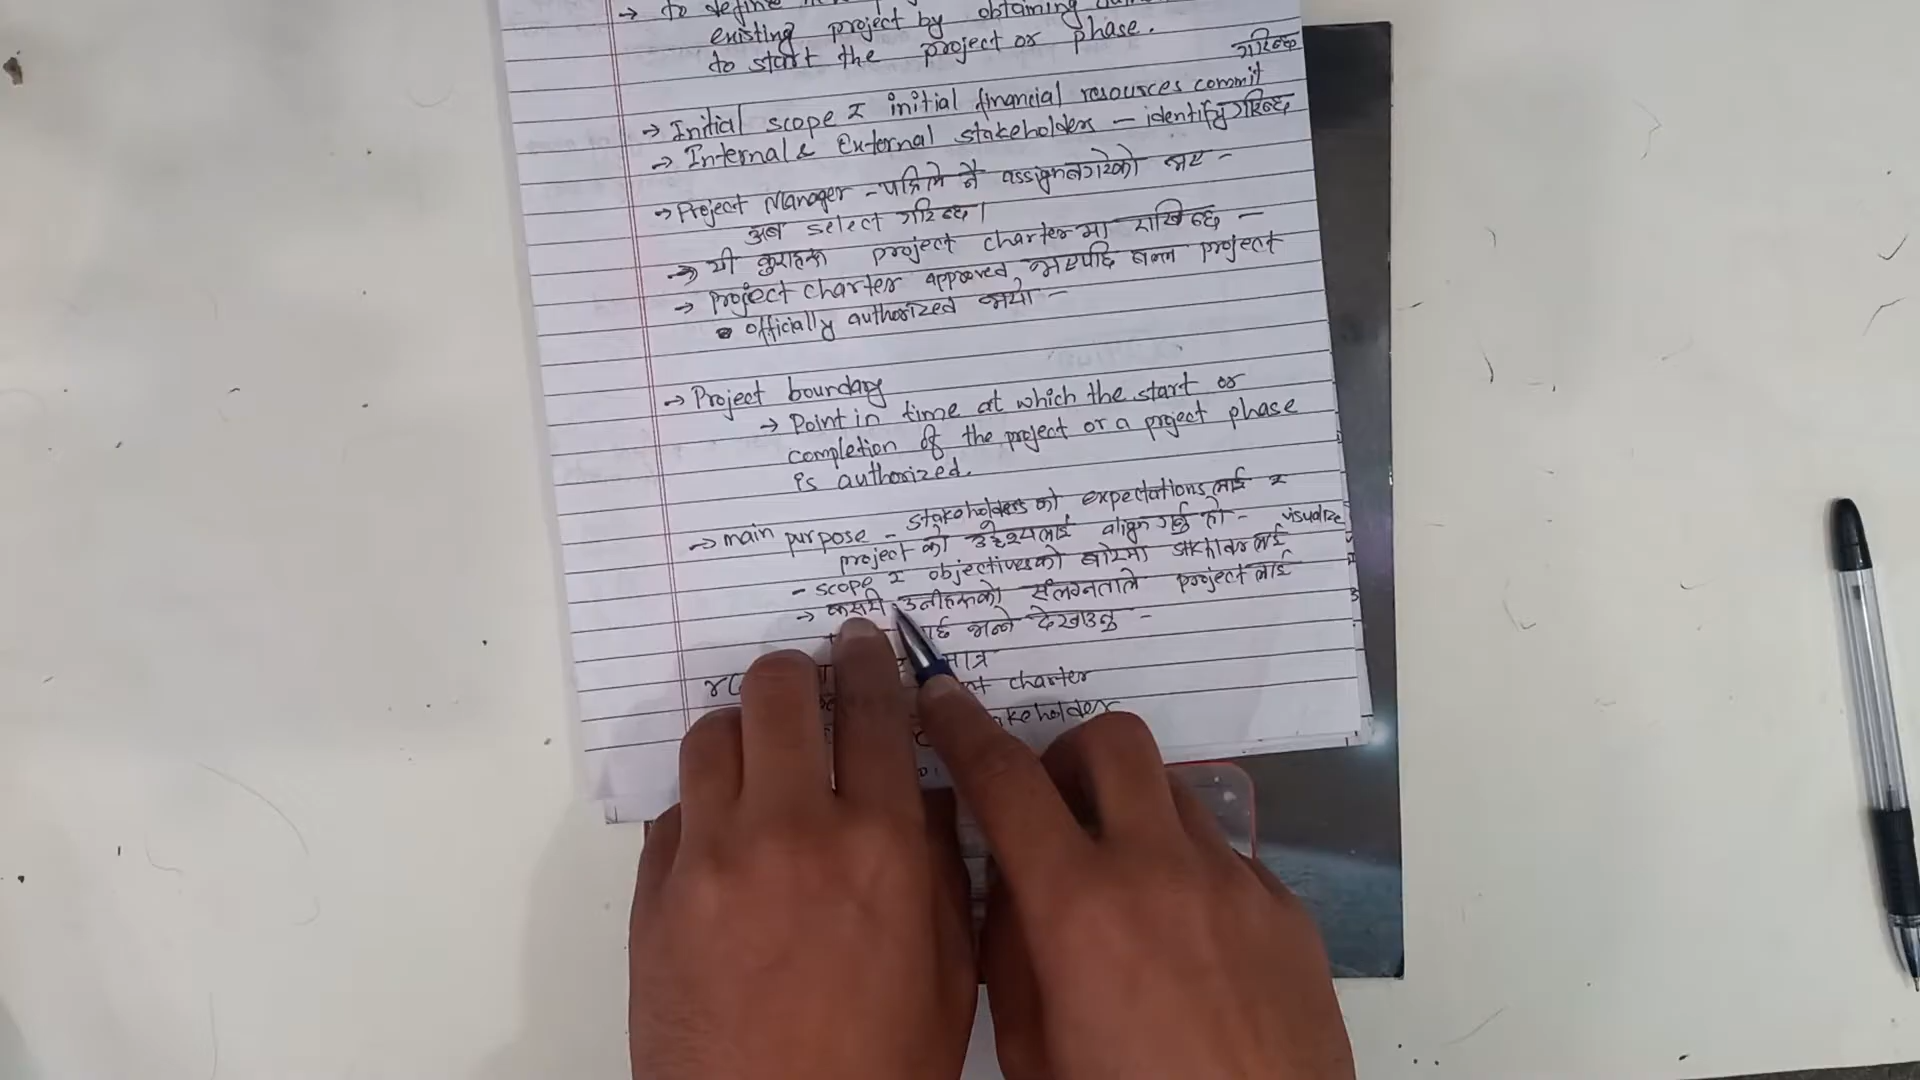 → to define
existing project by obtaining
to start the project or phase.
गरिन्छ
→ Initial scope र initial financial resources commit
→ Internal & External stakeholders - identify गरिन्छ
→ Project Manager - पहिले नै assign नगरेको भए -
अब select गरिन्छ।
→ यी कुराहरू project charter मा राखिन्छ -
→ project charter approved भएपछि बल्ल project
officially authorized भयो -
→ Project boundary
→ Point in time at which the start or
completion of the project or a project phase
is authorized.
→ main purpose - stakeholders को expectations लाई र
project को उद्देश्यलाई align गर्नु हो - visualize
- scope र objectives को बारेमा लाई
→ कसरी उनीहरूको संलग्नताले project लाई
भन्ने देखाउनु -
मात्र
charter